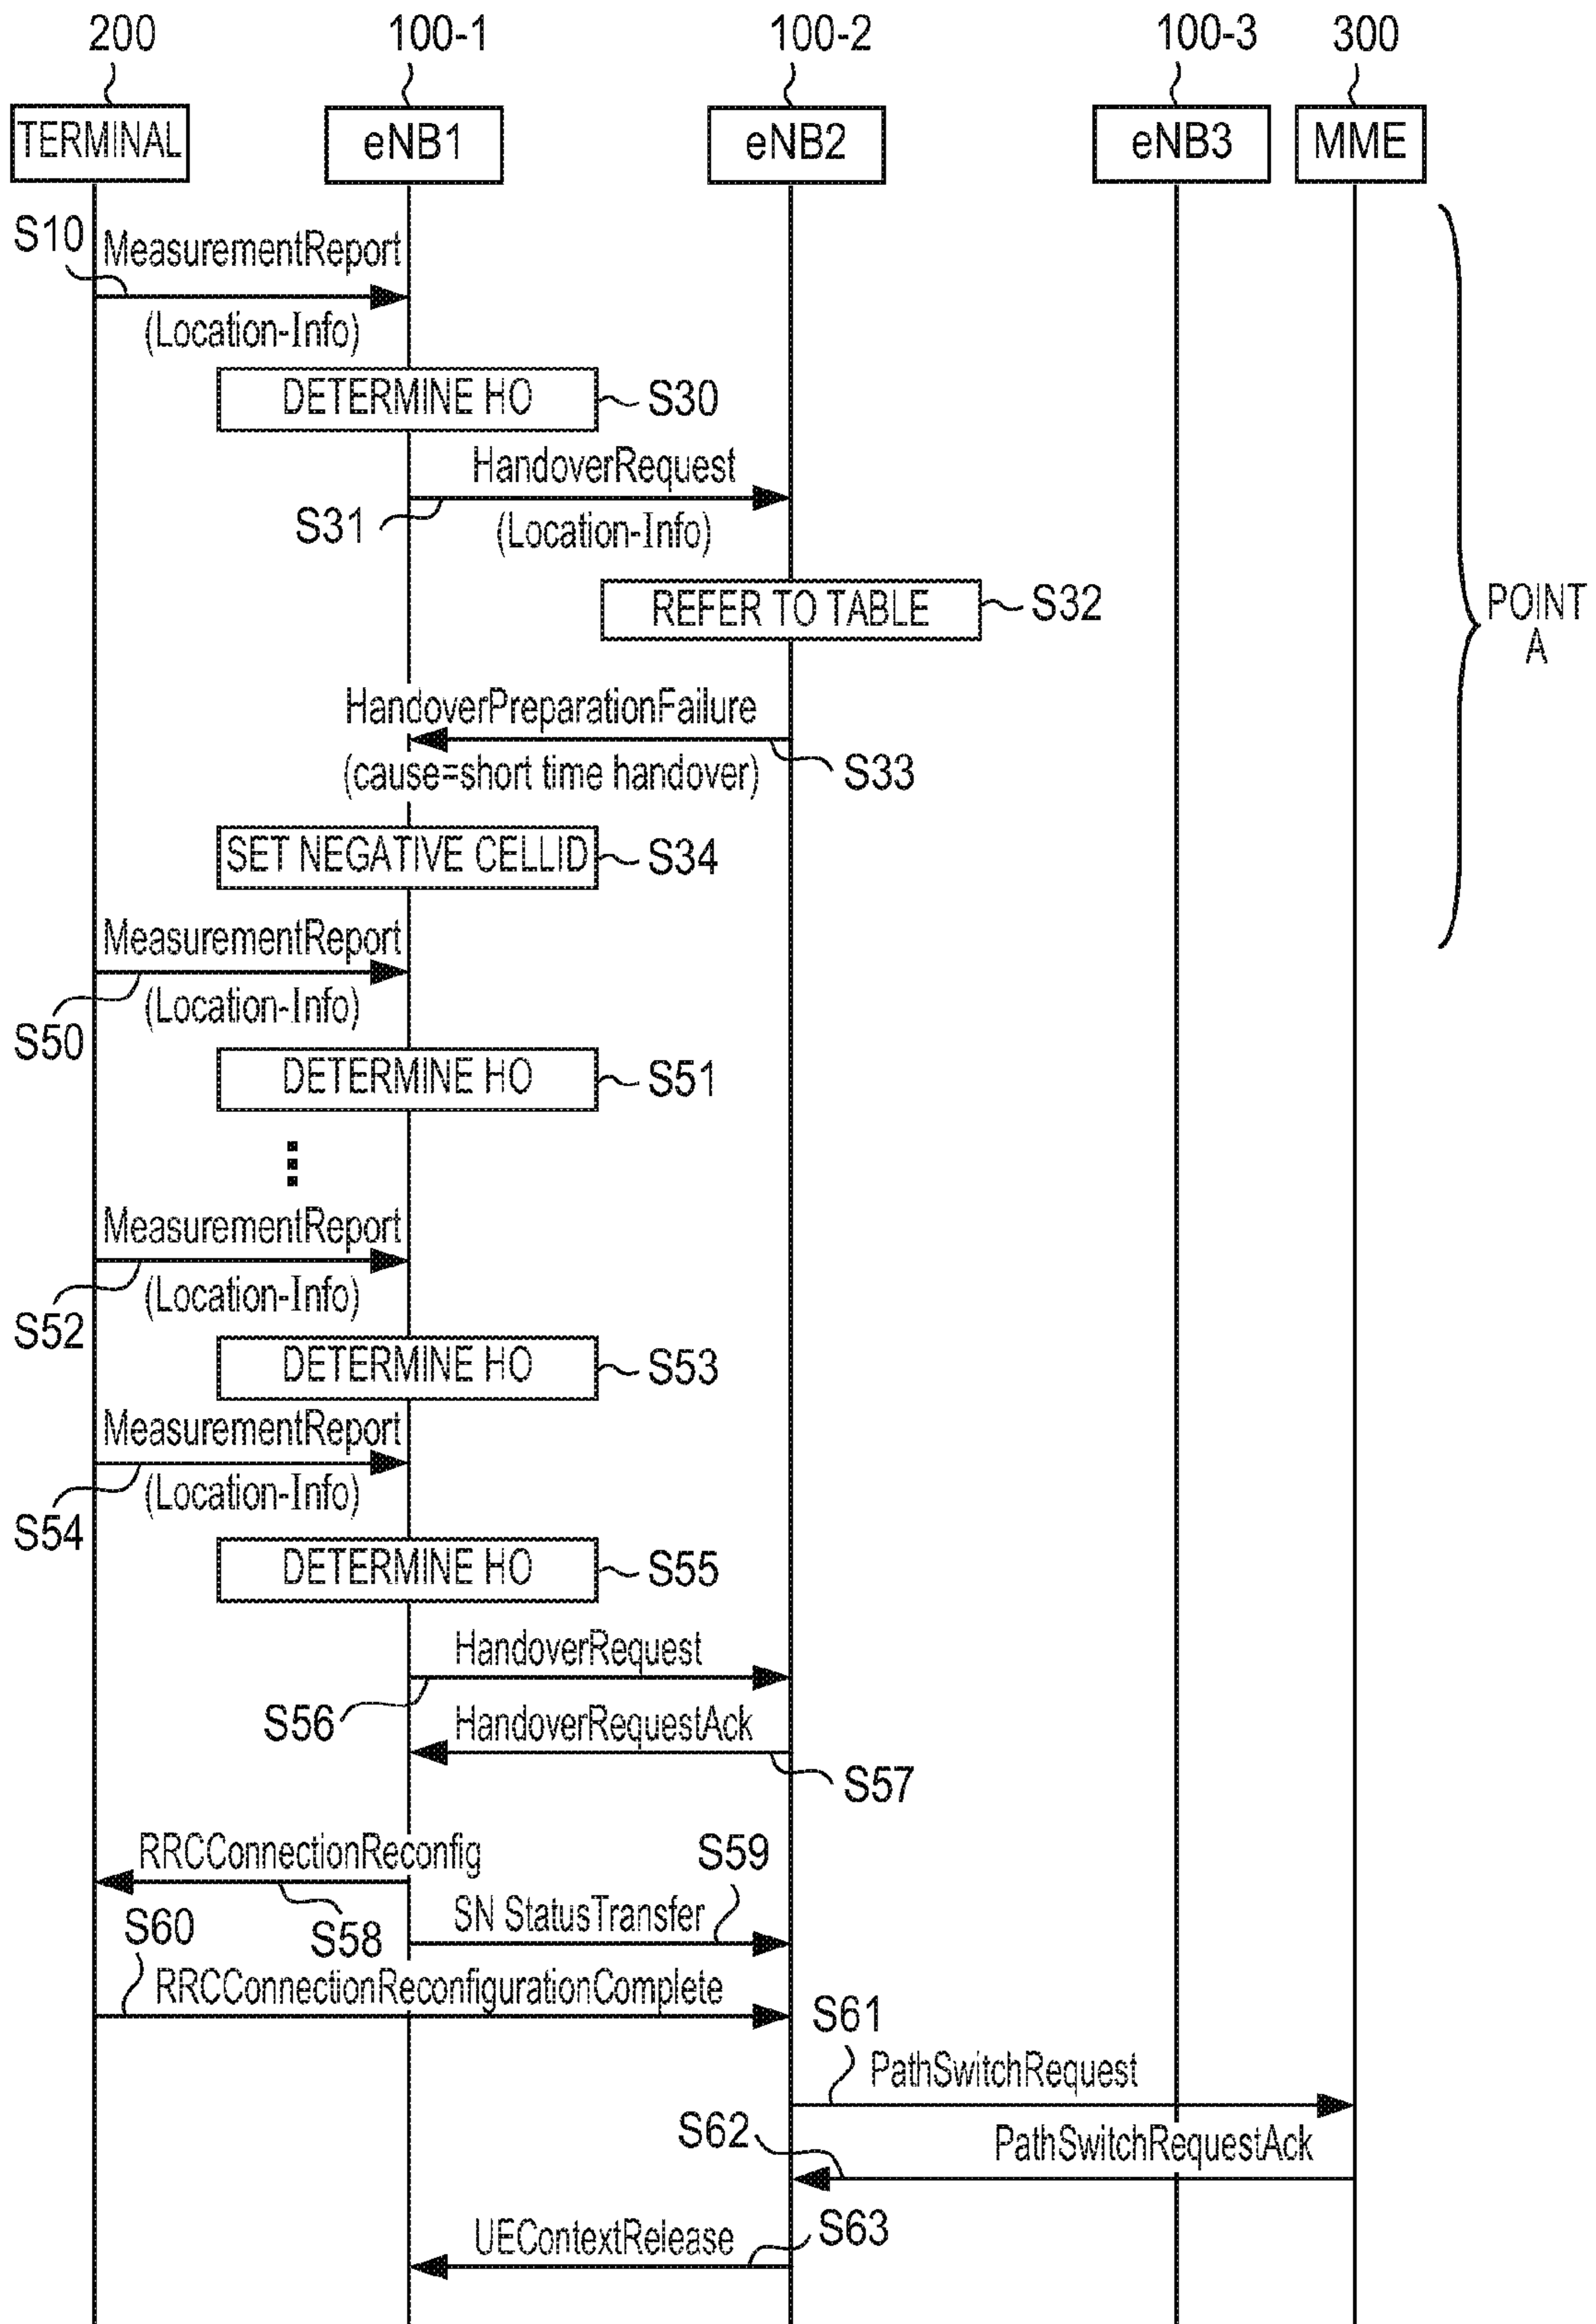 200
100-1
100-2
100-3
300
TERMINAL
eNB1
eNB2
eNB3
MME
S10
MeasurementReport
(Location-Info)
DETERMINE HO
S30
HandoverRequest
S31
(Location-Info)
REFER TO TABLE
S32
POINT
A
HandoverPreparationFailure
(cause=short time handover)
S33
SET NEGATIVE CELLID
S34
MeasurementReport
(Location-Info)
S50
DETERMINE HO
S51
MeasurementReport
(Location-Info)
S52
DETERMINE HO
S53
MeasurementReport
(Location-Info)
S54
DETERMINE HO
S55
HandoverRequest
S56
HandoverRequestAck
S57
RRCConnectionReconfig
S59
S58
SN StatusTransfer
S60
RRCConnectionReconfigurationComplete
S61
PathSwitchRequest
S62
PathSwitchRequestAck
S63
UEContextRelease